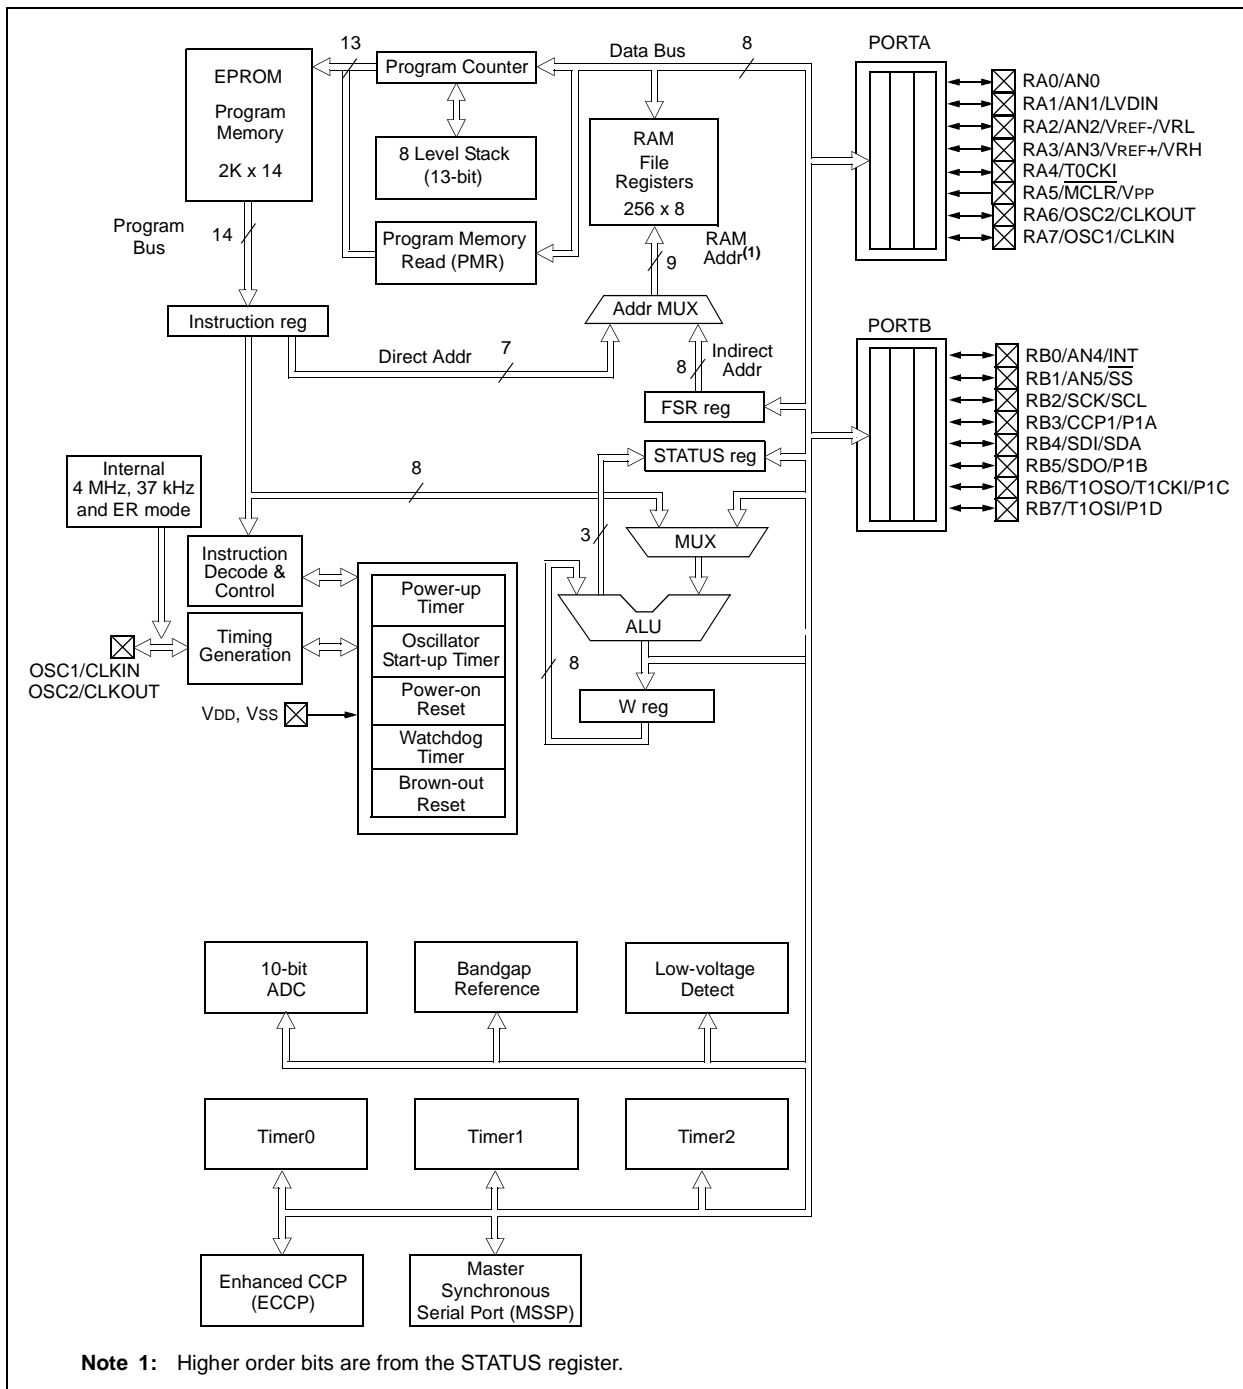 13
Data Bus
8
PORTA
EPROM
Program
Memory
2K x 14
Program Counter
8 Level Stack
(13-bit)
Program Memory
Read (PMR)
RAM
File
Registers
256 x 8
RA0/AN0
RA1/AN1/LVDIN
RA2/AN2/VREF-/VRL
RA3/AN3/VREF+/VRH
RA4/T0CKI
RA5/MCLR/VPP
RA6/OSC2/CLKOUT
RA7/OSC1/CLKIN
Program
Bus
14
RAM
Addr(1)
9
Addr MUX
Instruction reg
Direct Addr
7
Indirect
Addr
8
FSR reg
STATUS reg
PORTB
RB0/AN4/INT
RB1/AN5/SS
RB2/SCK/SCL
RB3/CCP1/P1A
RB4/SDI/SDA
RB5/SDO/P1B
RB6/T1OSO/T1CKI/P1C
RB7/T1OSI/P1D
Internal
4 MHz, 37 kHz
and ER mode
8
3
MUX
ALU
8
W reg
Instruction
Decode &
Control
Timing
Generation
OSC1/CLKIN
OSC2/CLKOUT
VDD, VSS
Power-up
Timer
Oscillator
Start-up Timer
Power-on
Reset
Watchdog
Timer
Brown-out
Reset
10-bit
ADC
Bandgap
Reference
Low-voltage
Detect
Timer0
Timer1
Timer2
Enhanced CCP
(ECCP)
Master
Synchronous
Serial Port (MSSP)
Note 1: Higher order bits are from the STATUS register.